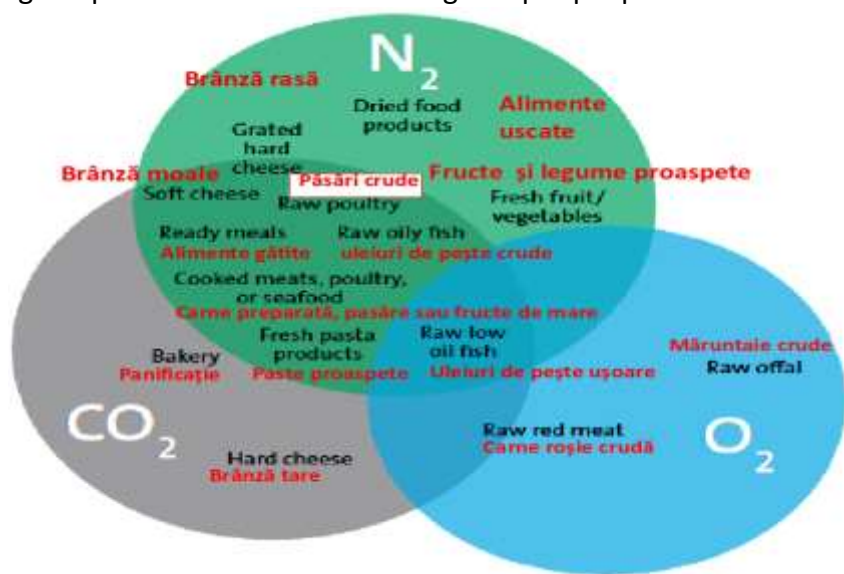 N2
Brânză rasă
Dried food
products
Alimente
uscate
Grated
hard
cheese
Brânză moale
Păsări crude
Fructe și legume proaspete
Soft cheese
Raw poultry
Fresh fruit/
vegetables
Ready meals
Raw oily fish
Alimente gătite
uleiuri de pește crude
Cooked meats, poultry,
or seafood
Carne preparată, pasăre sau fructe de mare
Fresh pasta
products
Raw low
oil fish
Bakery
Panificație
Paste proaspete
Uleiuri de pește ușoare
Măruntaie crude
Raw offal
CO2
Raw red meat
Carne roșie crudă
O2
Hard cheese
Brânză tare